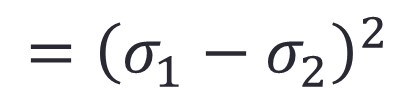 = (σ₁ − σ₂)²